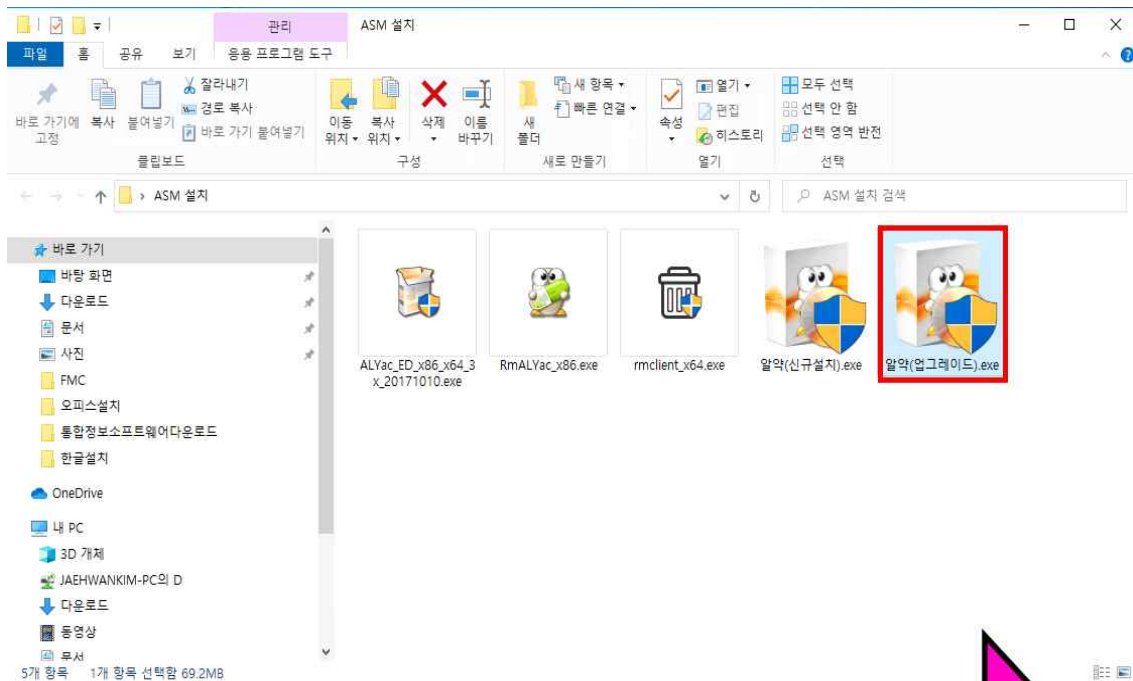 관리
ASM 설치
파일
홈
공유
보기
응용 프로그램 도구
바로 가기에
고정
복사
붙여넣기
잘라내기
경로 복사
바로 가기 붙여넣기
클립보드
이동
위치
복사
위치
삭제
이름
바꾸기
구성
새
폴더
새 항목
빠른 연결
새로 만들기
속성
열기
편집
히스토리
열기
모두 선택
선택 안 함
선택 영역 반전
선택
ASM 설치
ASM 설치 검색
바로 가기
바탕 화면
다운로드
문서
사진
FMC
오피스설치
통합정보소프트웨어다운로드
한글설치
OneDrive
내 PC
3D 개체
JAEHWANKIM-PC의 D
다운로드
동영상
문서
ALYac_ED_x86_x64_3
x_20171010.exe
RmALYac_x86.exe
rmclient_x64.exe
알약(신규설치).exe
알약(업그레이드).exe
5개 항목
1개 항목 선택함 69.2MB